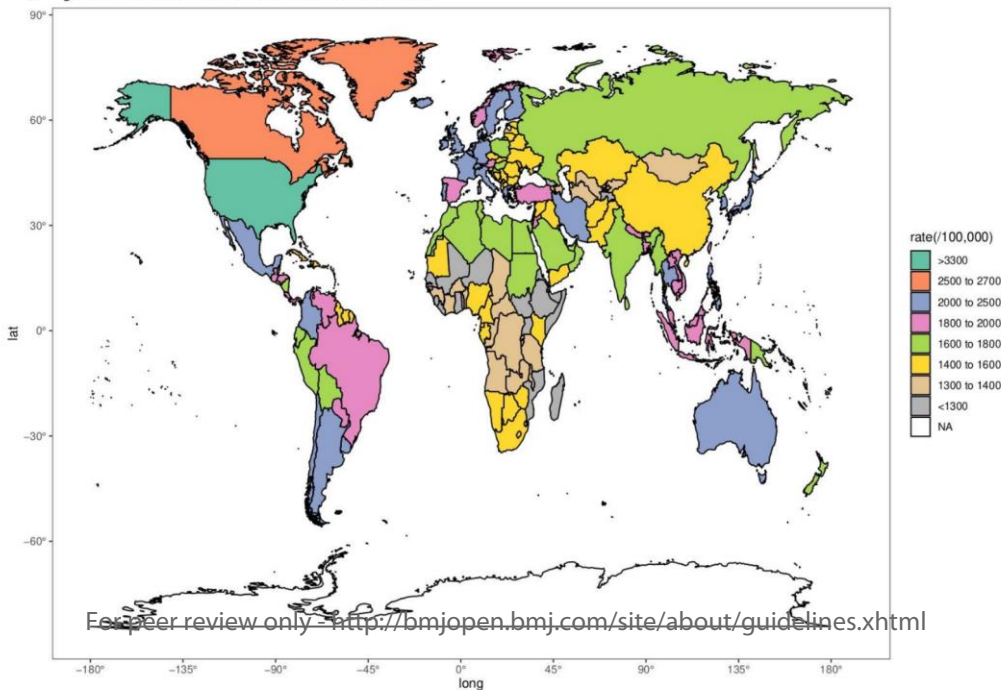 90°
60°
30°
0°
−30°
−60°
lat
−180°
−135°
−90°
−45°
0°
45°
90°
135°
180°
long
rate(/100,000)
>3300
2500 to 2700
2000 to 2500
1800 to 2000
1600 to 1800
1400 to 1600
1300 to 1400
<1300
NA
For peer review only - http://bmjopen.bmj.com/site/about/guidelines.xhtml